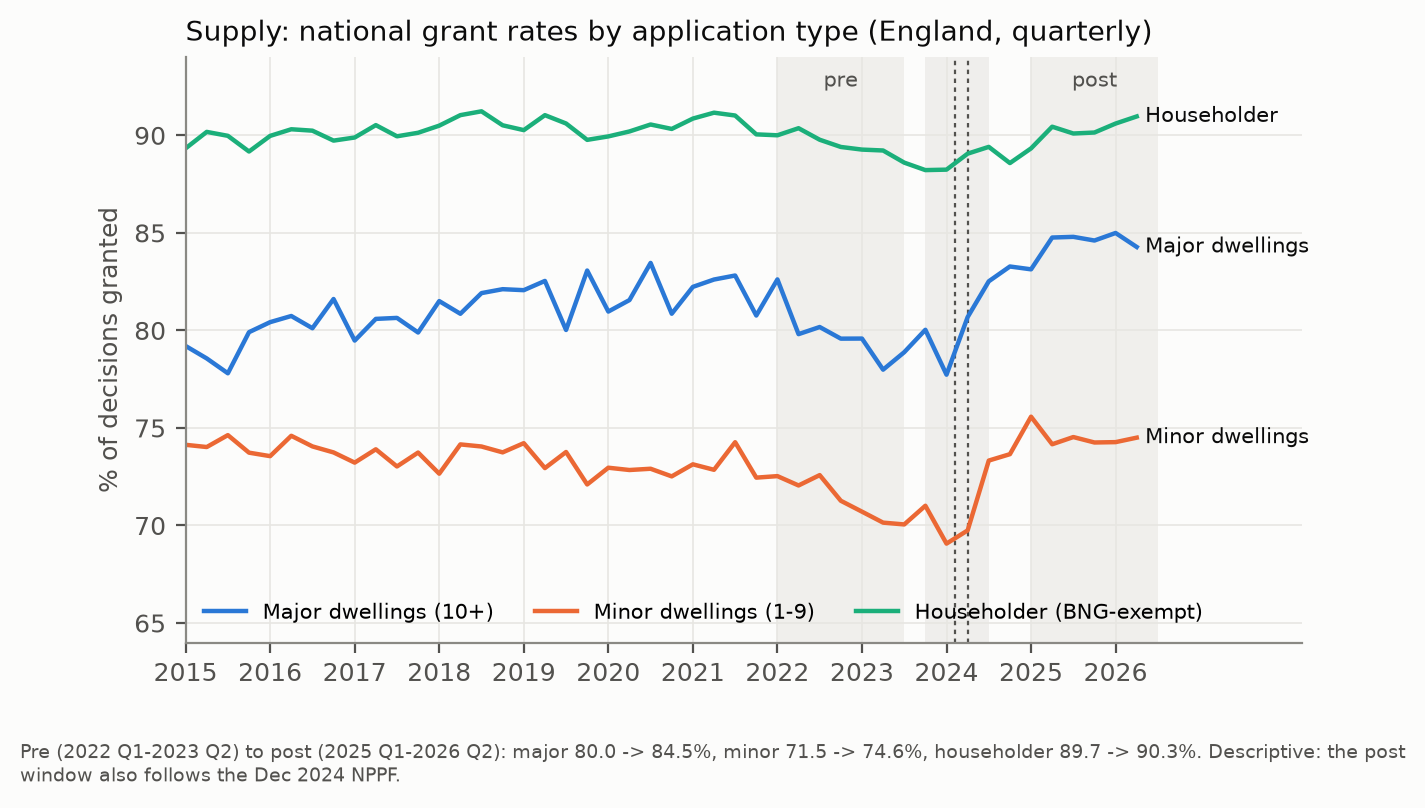 Supply: national grant rates by application type (England, quarterly)
pre
post
Householder
Major dwellings
Minor dwellings
% of decisions granted
90
85
80
75
70
65
Major dwellings (10+)
Minor dwellings (1-9)
Householder (BNG-exempt)
2015 2016 2017 2018 2019 2020 2021 2022 2023 2024 2025 2026
Pre (2022 Q1-2023 Q2) to post (2025 Q1-2026 Q2): major 80.0 -> 84.5%, minor 71.5 -> 74.6%, householder 89.7 -> 90.3%. Descriptive: the post
window also follows the Dec 2024 NPPF.